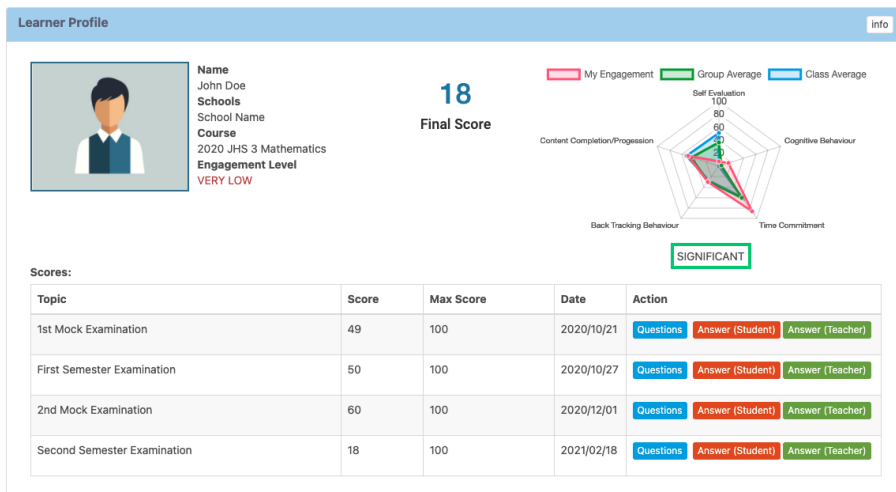 Learner Profile
info
Name
John Doe
Schools
School Name
Course
2020 JHS 3 Mathematics
Engagement Level
VERY LOW
18
Final Score
My Engagement Group Average Class Average
Self Evaluation
100
80
60
40
20
Content Completion/Progession
Cognitive Behaviour
Back Tracking Behaviour
Time Commitment
SIGNIFICANT
Scores:
Topic Score Max Score Date Action
1st Mock Examination 49 100 2020/10/21 Questions Answer (Student) Answer (Teacher)
First Semester Examination 50 100 2020/10/27 Questions Answer (Student) Answer (Teacher)
2nd Mock Examination 60 100 2020/12/01 Questions Answer (Student) Answer (Teacher)
Second Semester Examination 18 100 2021/02/18 Questions Answer (Student) Answer (Teacher)